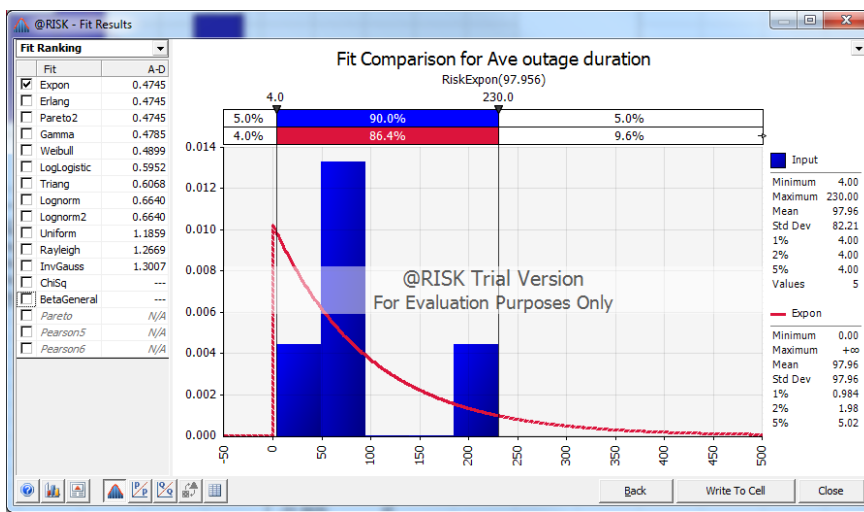 @RISK - Fit Results
Fit Ranking
Fit A-D
Expon 0.4745
Erlang 0.4745
Pareto2 0.4745
Gamma 0.4785
Weibull 0.4899
LogLogistic 0.5952
Triang 0.6068
Lognorm 0.6640
Lognorm2 0.6640
Uniform 1.1859
Rayleigh 1.2669
InvGauss 1.3007
ChiSq ---
BetaGeneral ---
Pareto N/A
Pearson5 N/A
Pearson6 N/A
Fit Comparison for Ave outage duration
RiskExpon(97.956)
4.0 230.0
5.0% 90.0% 5.0%
4.0% 86.4% 9.6%
0.014
0.012
0.010
0.008
0.006
0.004
0.002
0.000
-50 0 50 100 150 200 250 300 350 400 450 500
@RISK Trial Version
For Evaluation Purposes Only
Input
Minimum 4.00
Maximum 230.00
Mean 97.96
Std Dev 82.21
1% 4.00
2% 4.00
5% 4.00
Values 5
Expon
Minimum 0.00
Maximum +∞
Mean 97.96
Std Dev 97.96
1% 0.984
2% 1.98
5% 5.02
Back Write To Cell Close